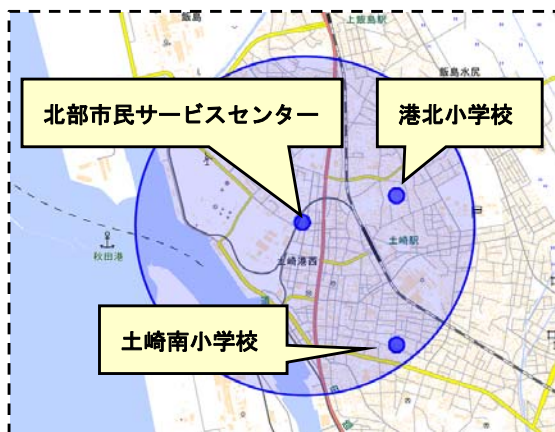 飯島
上飯島駅
飯島水尻
北部市民サービスセンター
港北小学校
秋田港
土崎駅
土崎港西
土崎南小学校